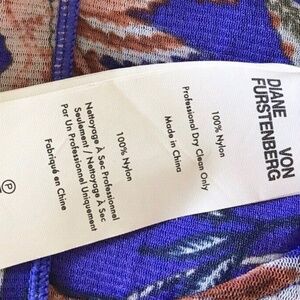 DIANE
VON
FURSTENBERG
100% Nylon
Professional Dry Clean Only
Made in China
100% Nylon
Nettoyage À Sec Professionnel
Seulement / Nettoyage À Sec
Par Un Professionnel Uniquement
Fabriqué en Chine
P